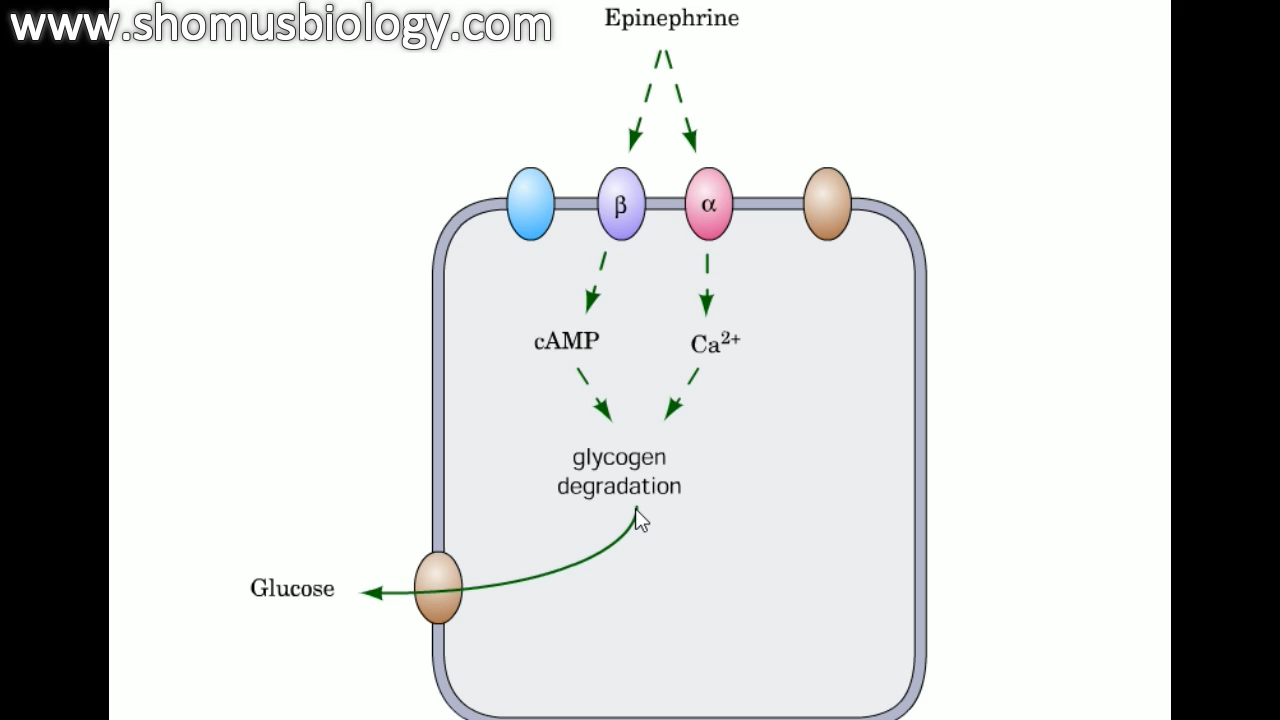 www.shomusbiology.com
Epinephrine
β
α
cAMP
Ca²⁺
glycogen
degradation
Glucose